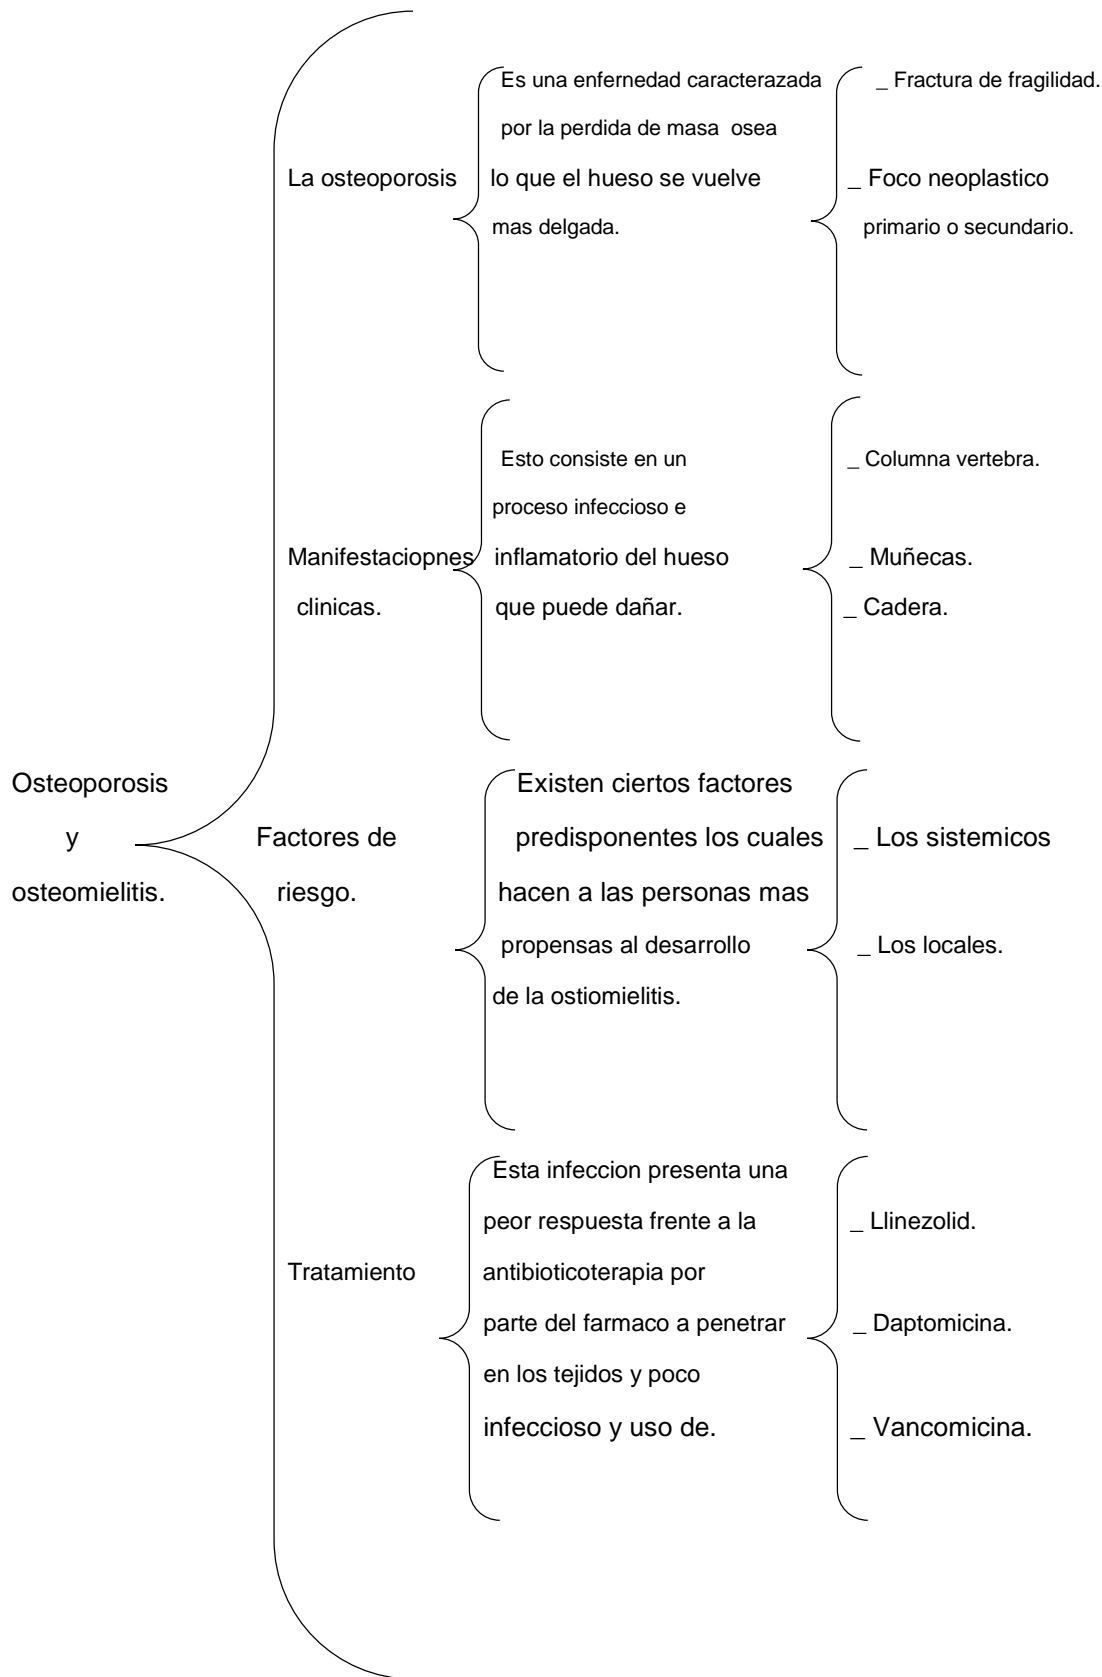 Es una enfernedad caracterazada
por la perdida de masa osea
La osteoporosis
lo que el hueso se vuelve
mas delgada.
_ Fractura de fragilidad.
_ Foco neoplastico
primario o secundario.
Manifestaciopnes
clinicas.
Esto consiste en un
proceso infeccioso e
inflamatorio del hueso
que puede dañar.
_ Columna vertebra.
_ Muñecas.
_ Cadera.
Osteoporosis
y
osteomielitis.
Factores de
riesgo.
Existen ciertos factores
predisponentes los cuales
hacen a las personas mas
propensas al desarrollo
de la ostiomielitis.
_ Los sistemicos
_ Los locales.
Tratamiento
Esta infeccion presenta una
peor respuesta frente a la
antibioticoterapia por
parte del farmaco a penetrar
en los tejidos y poco
infeccioso y uso de.
_ Llinezolid.
_ Daptomicina.
_ Vancomicina.